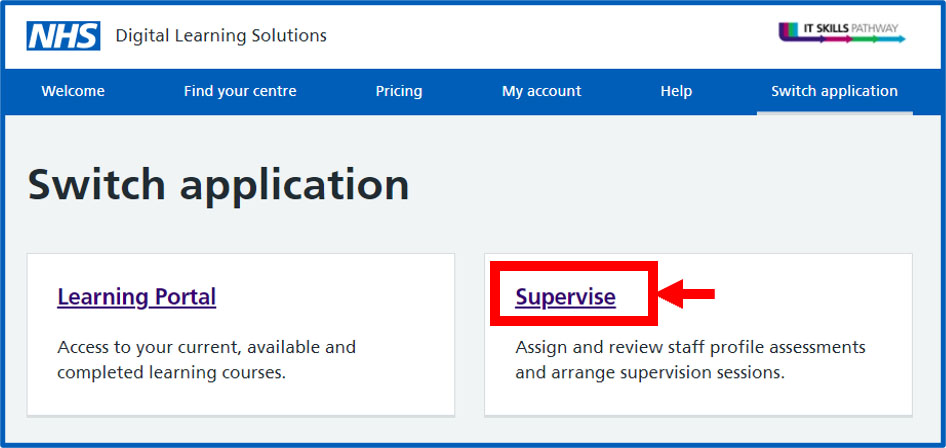 NHS Digital Learning Solutions IT SKILLS PATHWAY
Welcome Find your centre Pricing My account Help Switch application
Switch application
Learning Portal
Access to your current, available and
completed learning courses.
Supervise
Assign and review staff profile assessments
and arrange supervision sessions.